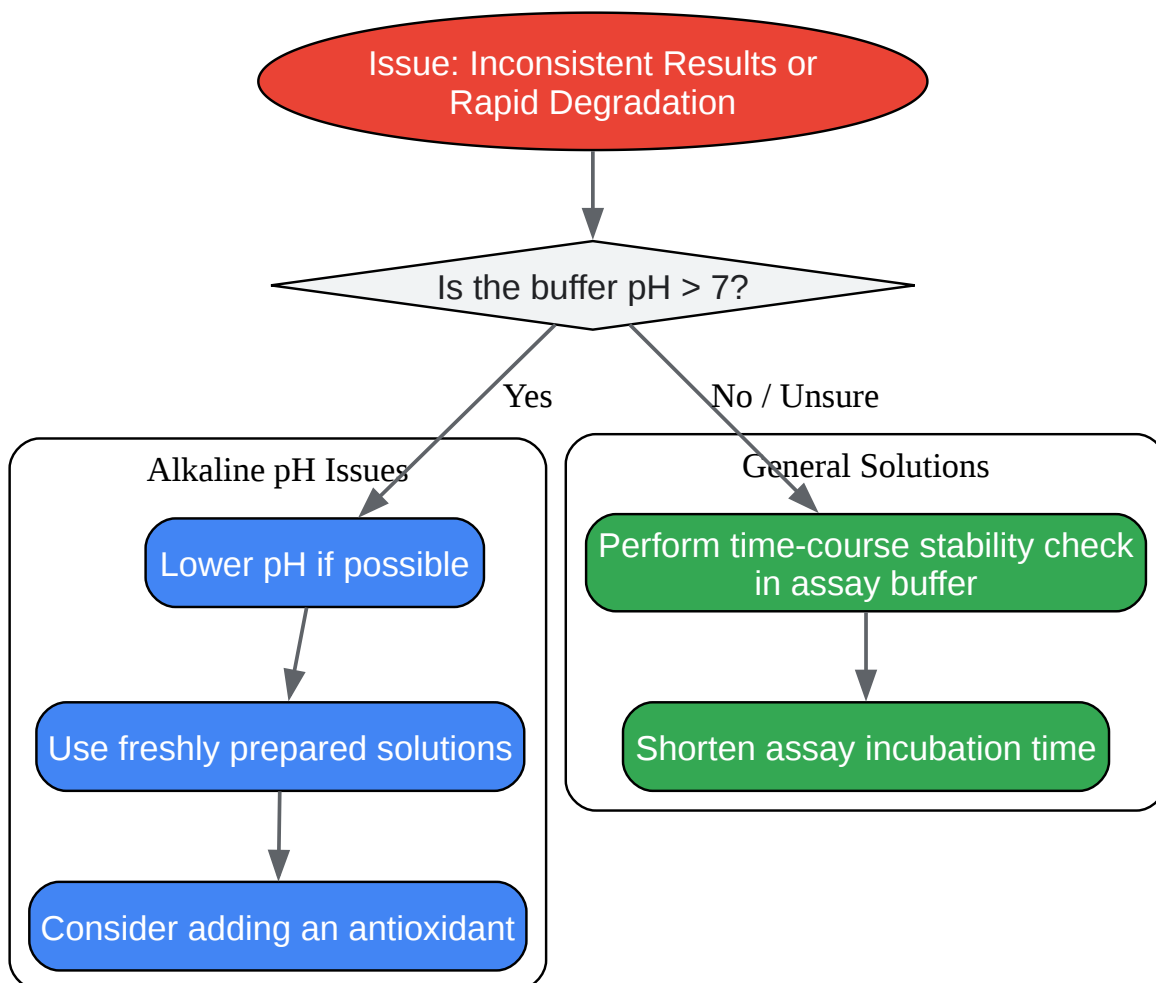 Issue: Inconsistent Results or
Rapid Degradation
Is the buffer pH > 7?
Yes
No / Unsure
Alkaline pH Issues
Lower pH if possible
Use freshly prepared solutions
Consider adding an antioxidant
General Solutions
Perform time-course stability check
in assay buffer
Shorten assay incubation time